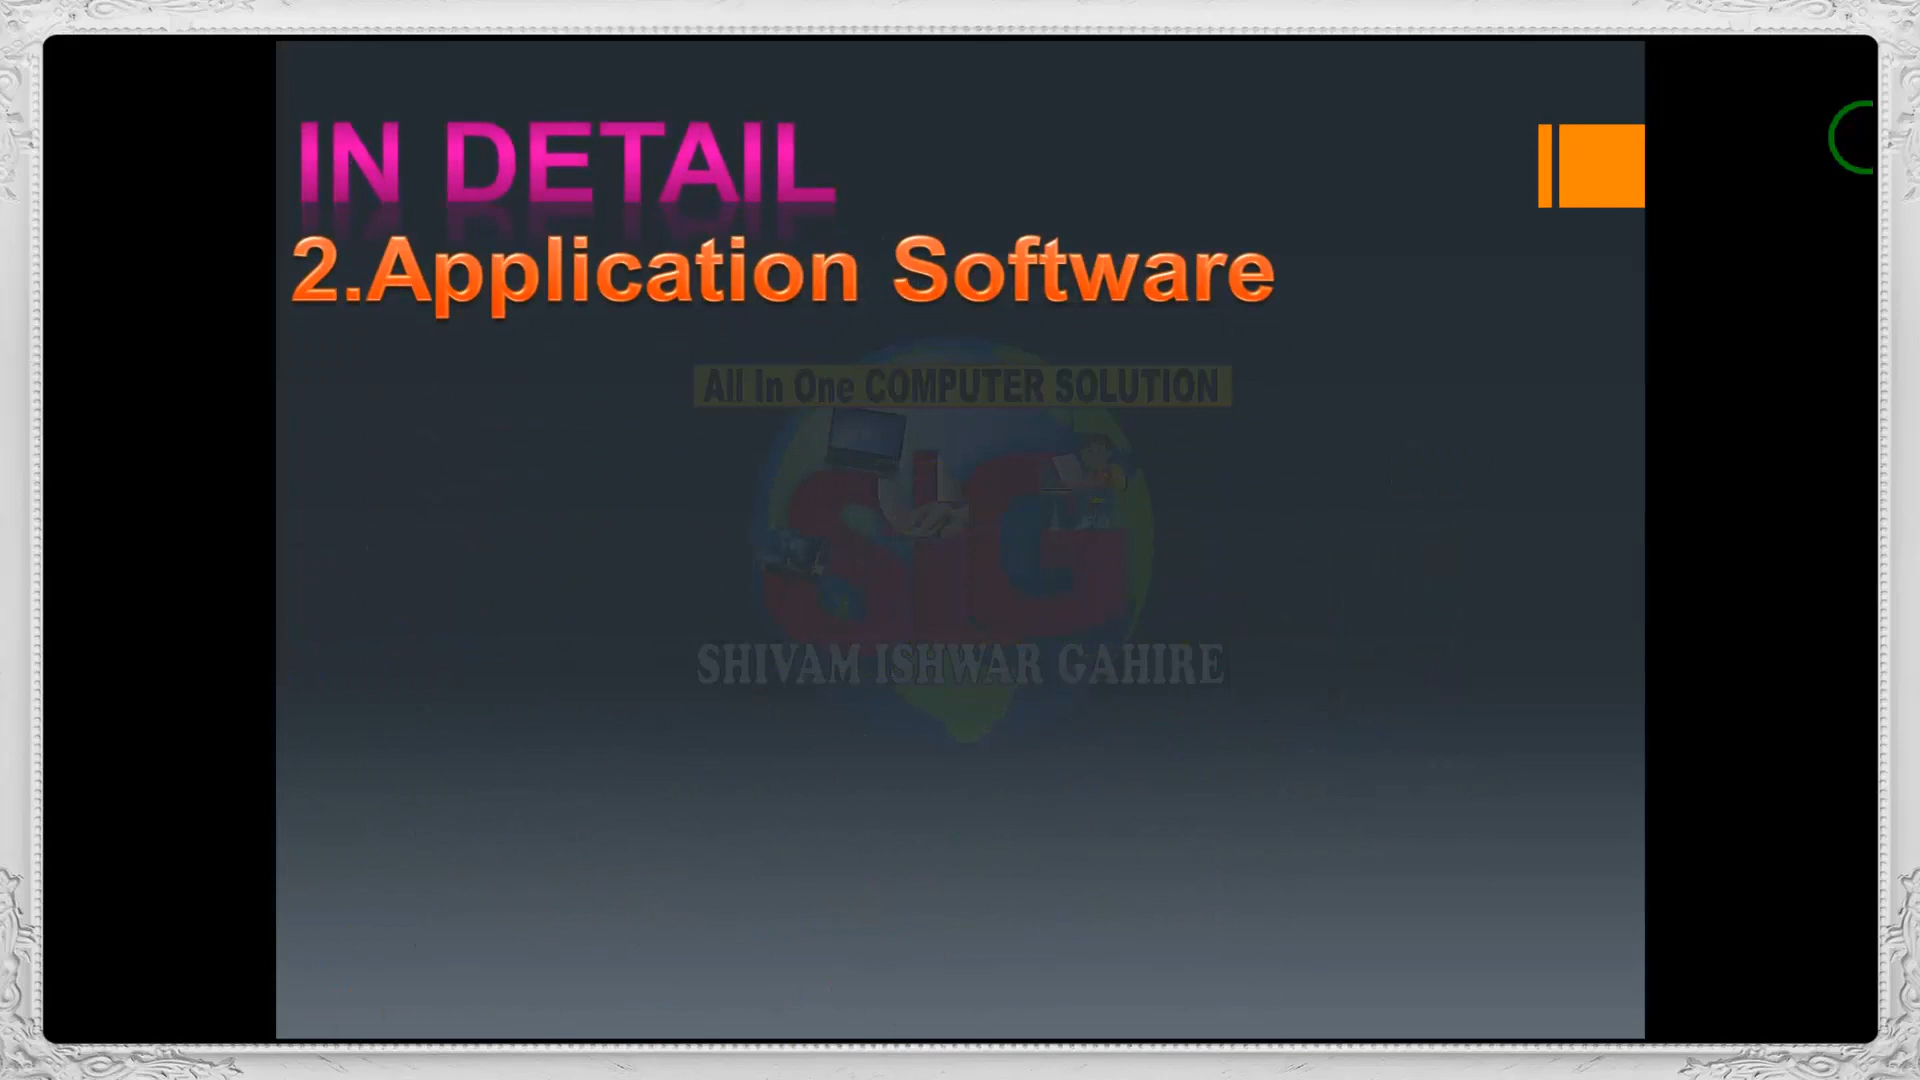 IN DETAIL
2.Application Software
All In One COMPUTER SOLUTION
SIG
SHIVAM ISHWAR GAHIRE